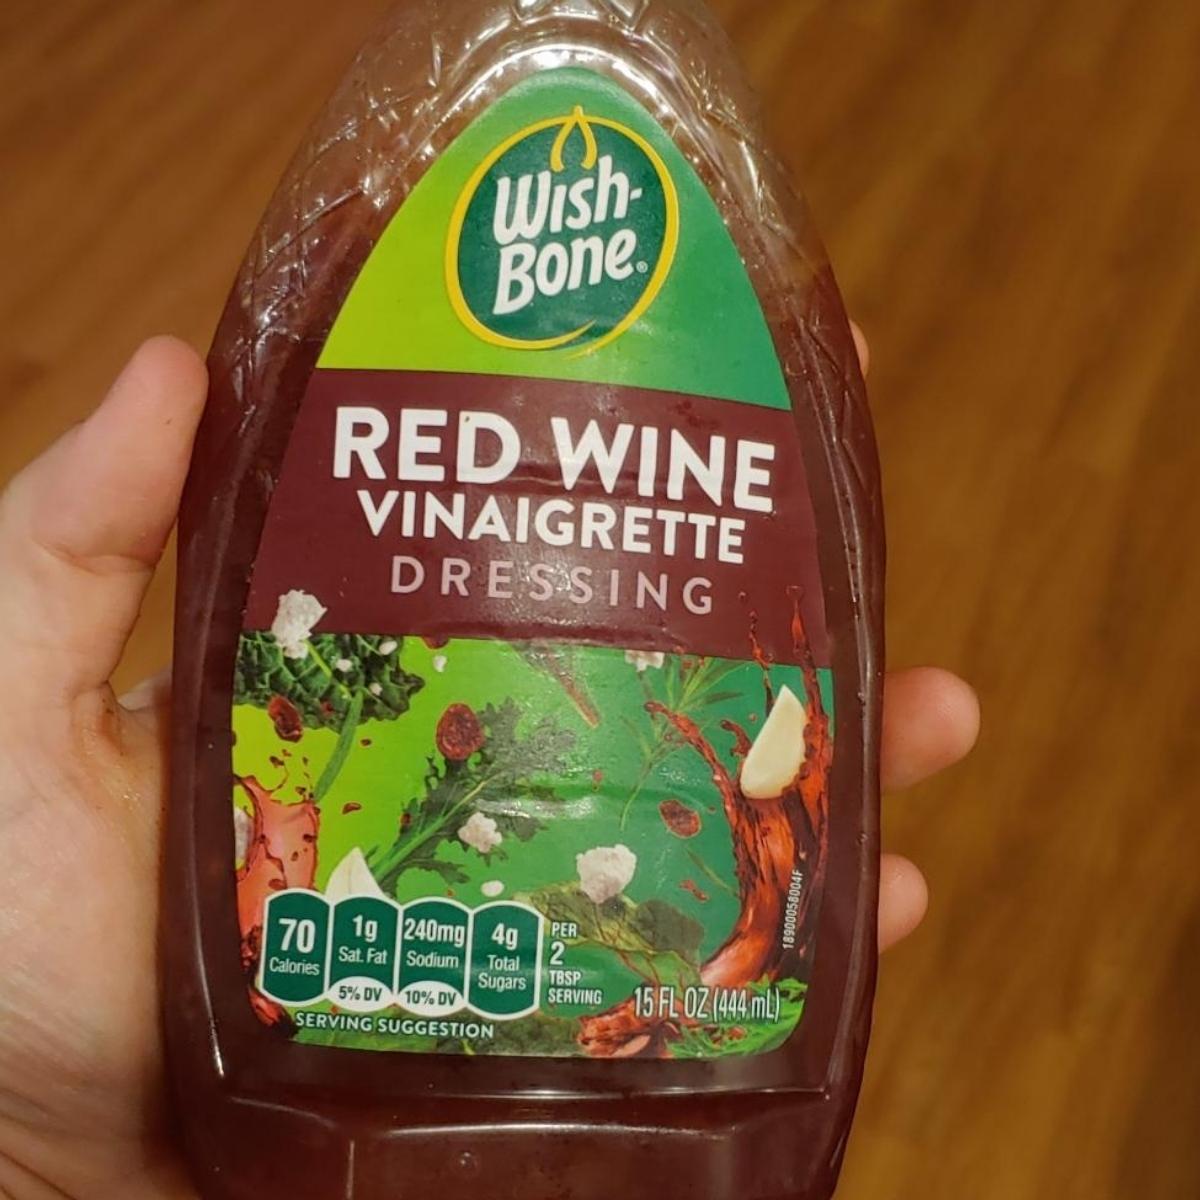 Wish-
Bone®
RED WINE
VINAIGRETTE
DRESSING
70
Calories
1g
Sat. Fat
5% DV
240mg
Sodium
10% DV
4g
Total
Sugars
PER
2
TBSP
SERVING
15 FL OZ (444 mL)
SERVING SUGGESTION
18900058004F